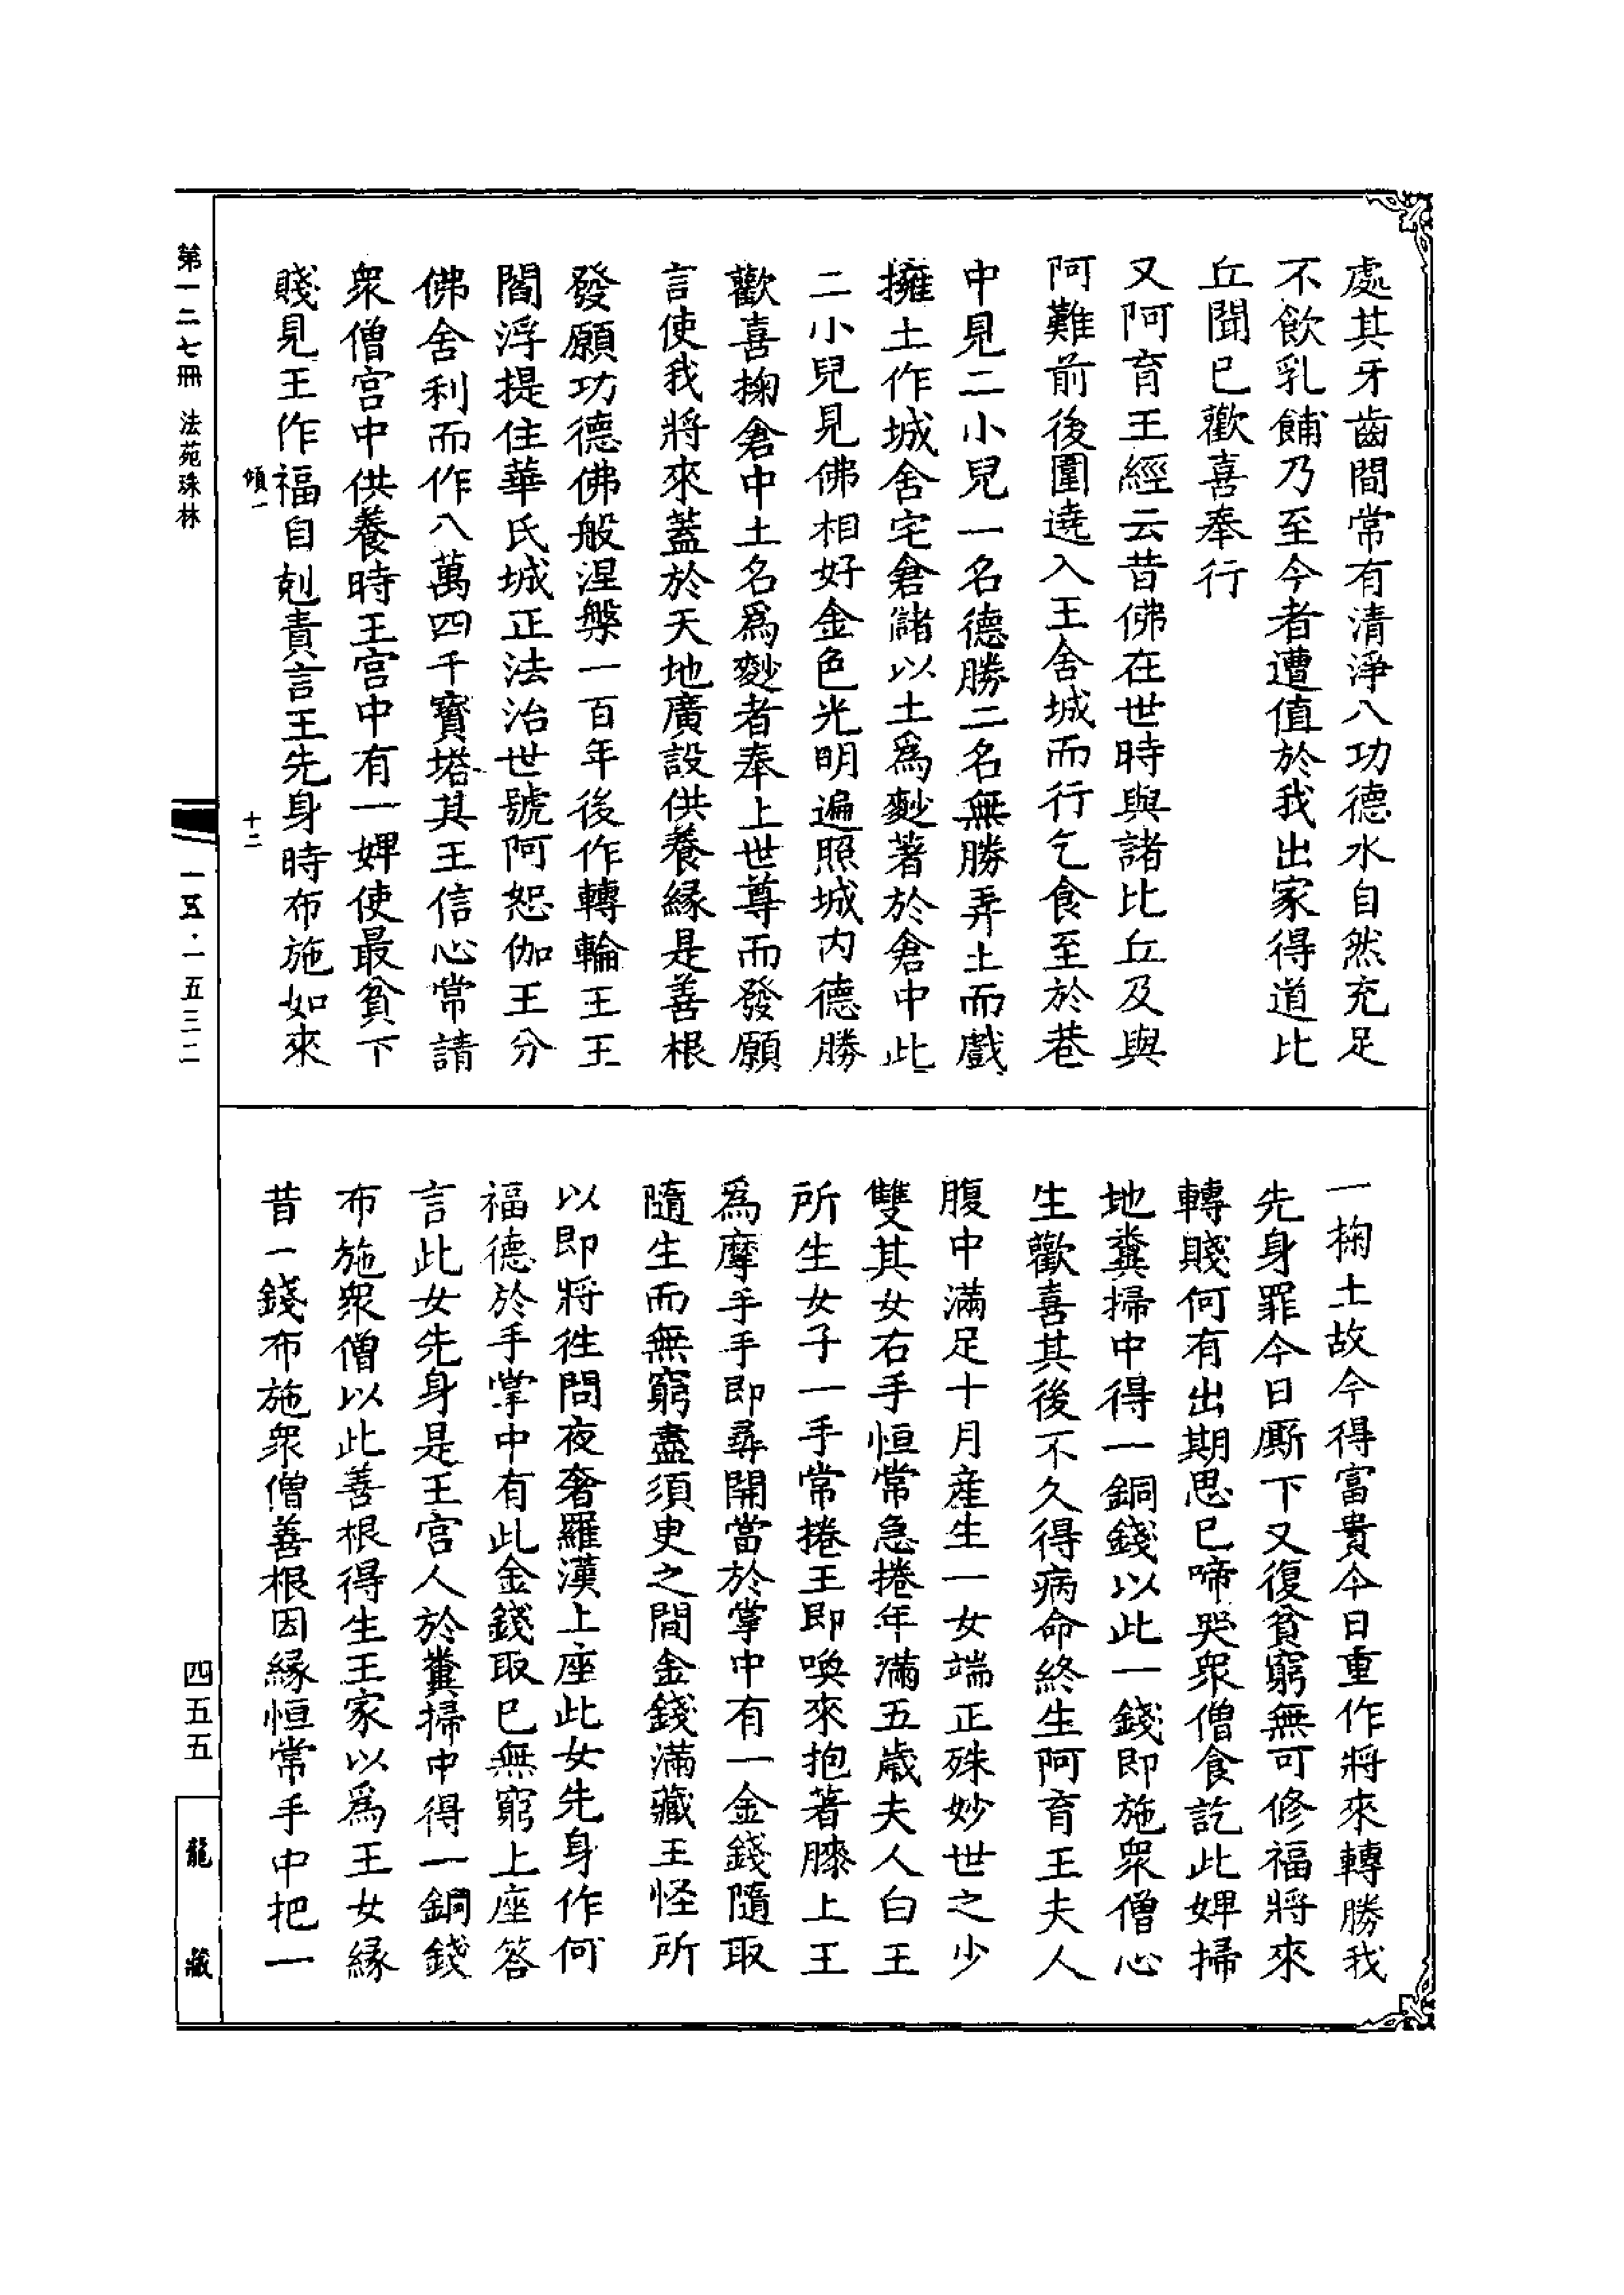 處其牙齒間常有清淨八功德水自然充足
不飲乳餔乃至今者遭值於我出家得道比
丘聞已歡喜奉行
又阿育王經云昔佛在世時與諸比丘及與
阿難前後圍遶入王舍城而行乞食至於巷
中見二小兒一名德勝二名無勝弄土而戲
擁土作城舍宅倉儲以土爲麨著於倉中此
二小兒見佛相好金色光明遍照城内德勝
歡喜掬倉中土名爲麨者奉上世尊而發願
言使我將來蓋於天地廣設供養緣是善根
發願功德佛般涅槃一百年後作轉輪王王
閻浮提住華氏城正法治世號阿恕伽王分
佛舍利而作八萬四千寶塔其王信心常請
衆僧宫中供養時王宫中有一婢使最貧下
賤見王作福自剋責言王先身時布施如來
一掬土故今得富貴今日重作將來轉勝我
先身罪今日厮下又復貧窮無可修福將來
轉賤何有出期思已啼哭衆僧食訖此婢掃
地糞掃中得一銅錢以此一錢即施衆僧心
生歡喜其後不久得病命終生阿育王夫人
腹中滿足十月産生一女端正殊妙世之少
雙其女右手恒常急捲年滿五歲夫人白王
所生女子一手常捲王即喚來抱著膝上王
爲摩手手即尋開當於掌中有一金錢隨取
隨生而無窮盡須臾之間金錢滿藏王怪所
以即將往問夜奢羅漢上座此女先身作何
福德於手掌中有此金錢取已無窮上座答
言此女先身是王宫人於糞掃中得一銅錢
布施衆僧以此善根得生王家以爲王女緣
昔一錢布施衆僧善根因緣恒常手中把一
傾一
十二
第一二七冊 法苑珠林
一五·一五三二
四五五
龍藏